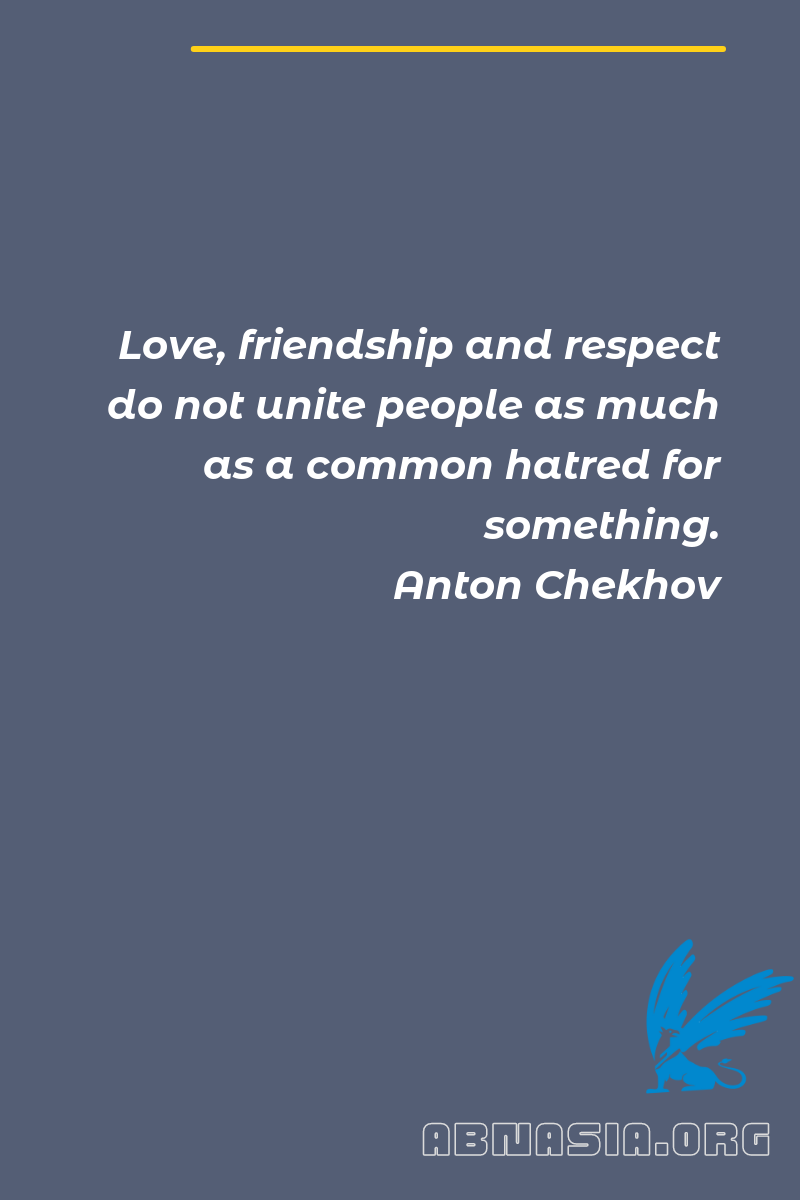 Love, friendship and respect
do not unite people as much
as a common hatred for
something.
Anton Chekhov
ABNASIA.ORG